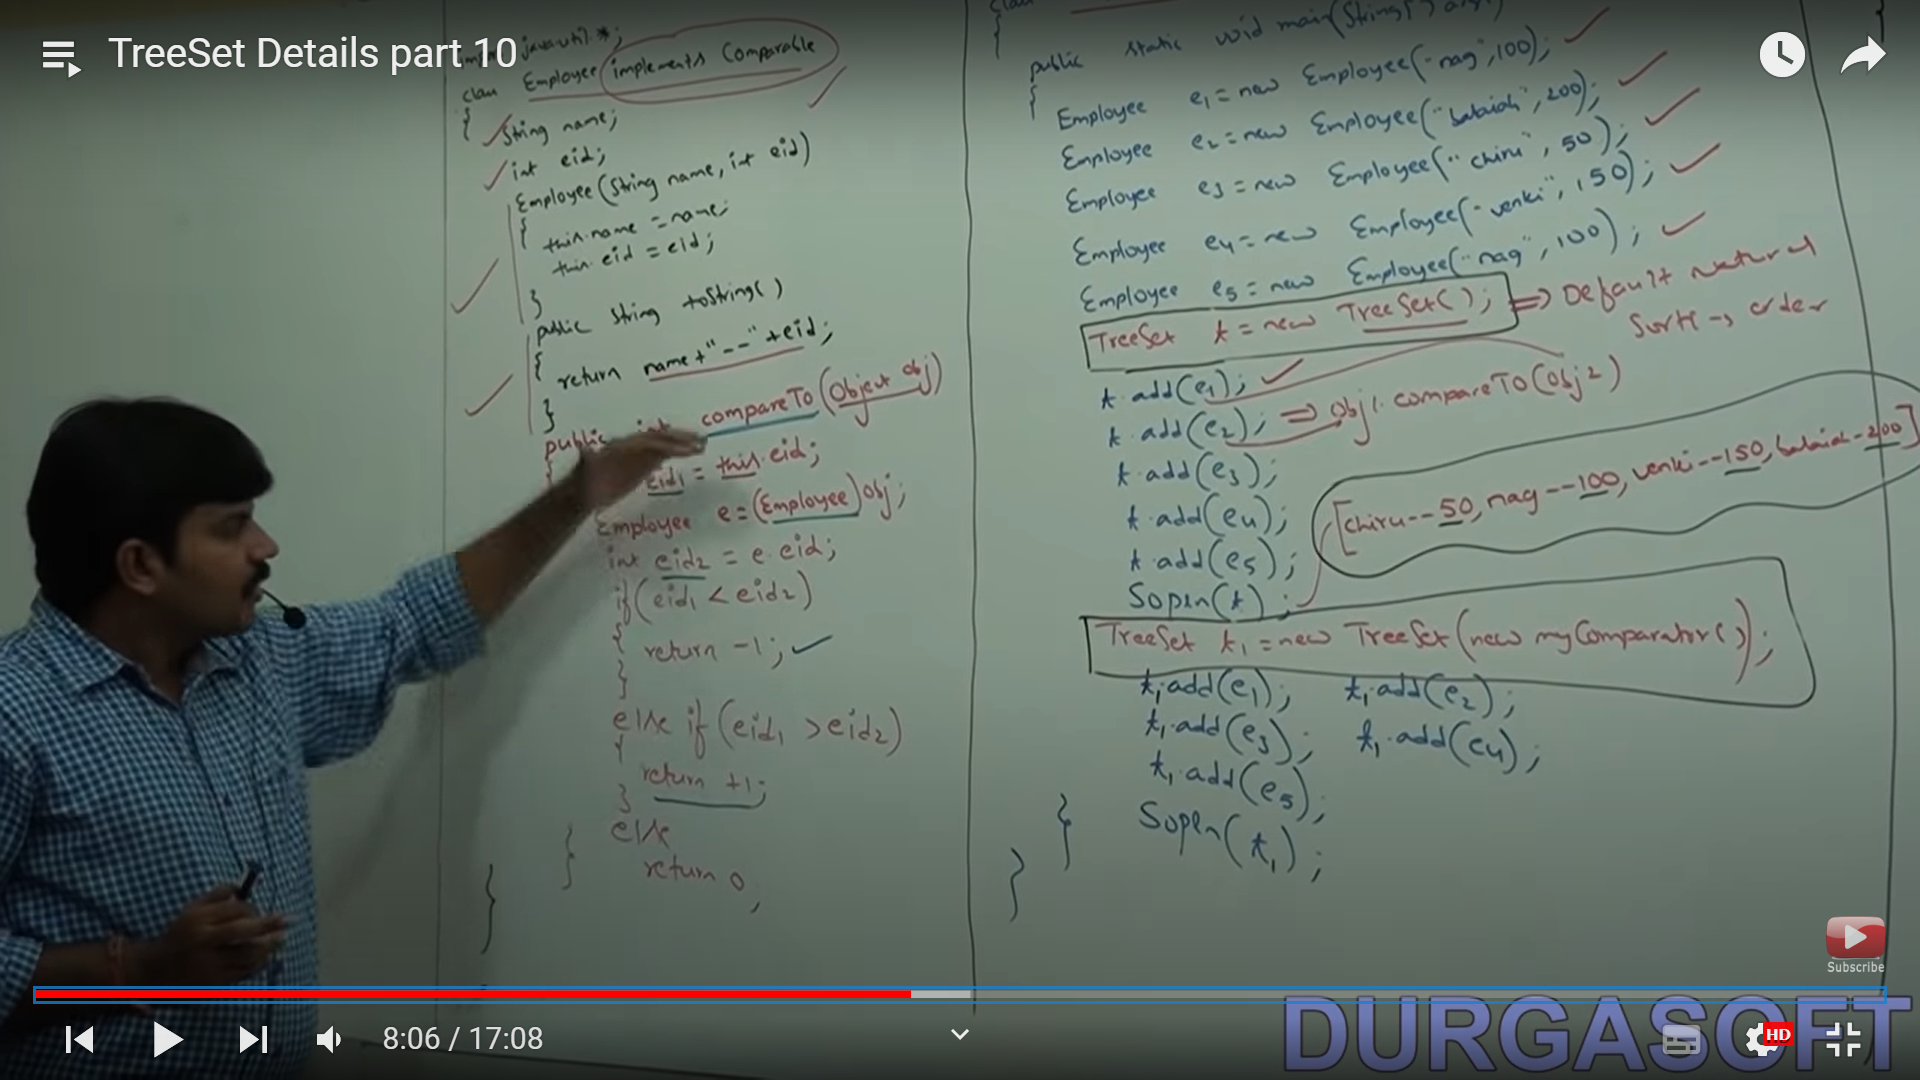 TreeSet Details part 10
import java.util.*;
class Employee implements Comparable
{
String name;
int eid;
Employee(String name, int eid)
{
this.name = name;
this.eid = eid;
}
public String toString()
{
return name+"--"+eid;
}
public int compareTo(Object obj)
{
eid1 = this.eid;
Employee e = (Employee)obj;
int eid2 = e.eid;
if(eid1 < eid2)
{
return -1;
}
else if(eid1 > eid2)
{
return +1;
}
else
return 0;
}
}
class
{
public static void main(String[] args)
{
Employee e1 = new Employee("nag", 100);
Employee e2 = new Employee("balaiah", 200);
Employee e3 = new Employee("chiru", 50);
Employee e4 = new Employee("venki", 150);
Employee e5 = new Employee("nag", 100);
TreeSet t = new TreeSet(); => Default natural
Sorti→ order
t.add(e1);
t.add(e2); => obj1.compareTo(obj2)
t.add(e3);
t.add(e4);
t.add(e5);
[chiru--50, nag--100, venki--150, balaiah--200]
Sopln(t);
TreeSet t1 = new TreeSet(new myComparator());
t1.add(e1); t1.add(e2);
t1.add(e3); t1.add(e4);
t1.add(e5);
Sopln(t1);
}
}
Subscribe
8:06 / 17:08
HD
DURGASOFT